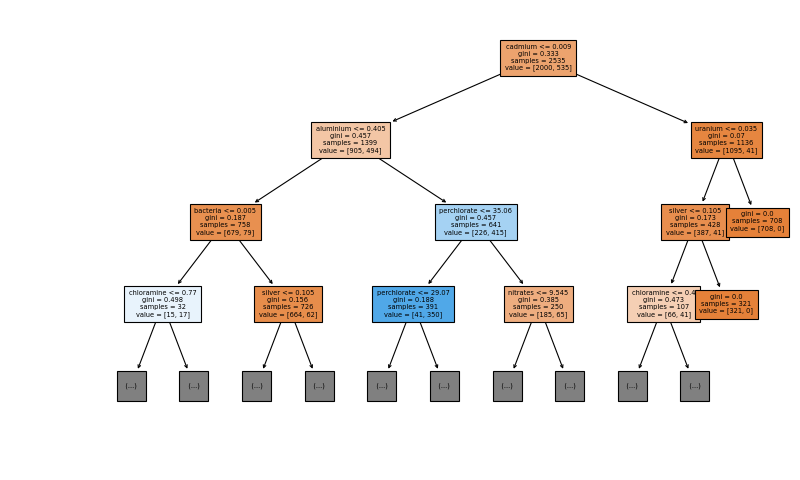 cadmium <= 0.009
gini = 0.333
samples = 2535
value = [2000, 535]
aluminium <= 0.405
gini = 0.457
samples = 1399
value = [905, 494]
uranium <= 0.035
gini = 0.07
samples = 1136
value = [1095, 41]
bacteria <= 0.005
gini = 0.187
samples = 758
value = [679, 79]
perchlorate <= 35.06
gini = 0.457
samples = 641
value = [226, 415]
silver <= 0.105
gini = 0.173
samples = 428
value = [387, 41]
gini = 0.0
samples = 708
value = [708, 0]
chloramine <= 0.77
gini = 0.498
samples = 32
value = [15, 17]
silver <= 0.105
gini = 0.156
samples = 726
value = [664, 62]
perchlorate <= 29.07
gini = 0.188
samples = 391
value = [41, 350]
nitrates <= 9.545
gini = 0.385
samples = 250
value = [185, 65]
chloramine <=
gini = 0.473
samples = 107
value = [66, 41]
gini = 0.0
samples = 321
value = [321, 0]
(...)
(...)
(...)
(...)
(...)
(...)
(...)
(...)
(...)
(...)